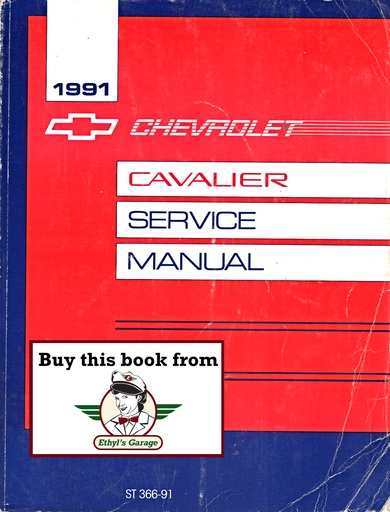 1991
CHEVROLET
CAVALIER
SERVICE
MANUAL
Buy this book from
Ethyl's Garage
ST 366-91